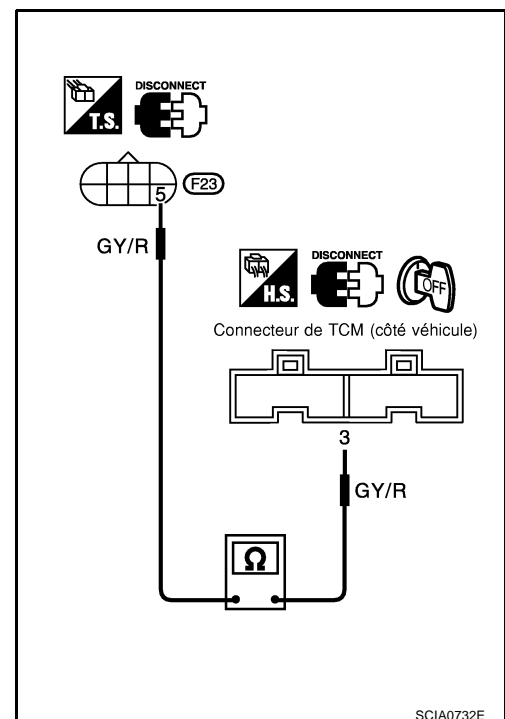 DISCONNECT
T.S.
5
F23
GY/R
DISCONNECT
H.S.
OFF
Connecteur de TCM (côté véhicule)
3
GY/R
Ω
SCIA0732E